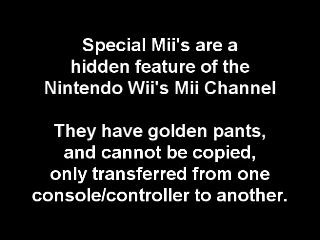 Special Mii's are a
hidden feature of the
Nintendo Wii's Mii Channel
They have golden pants,
and cannot be copied,
only transferred from one
console/controller to another.